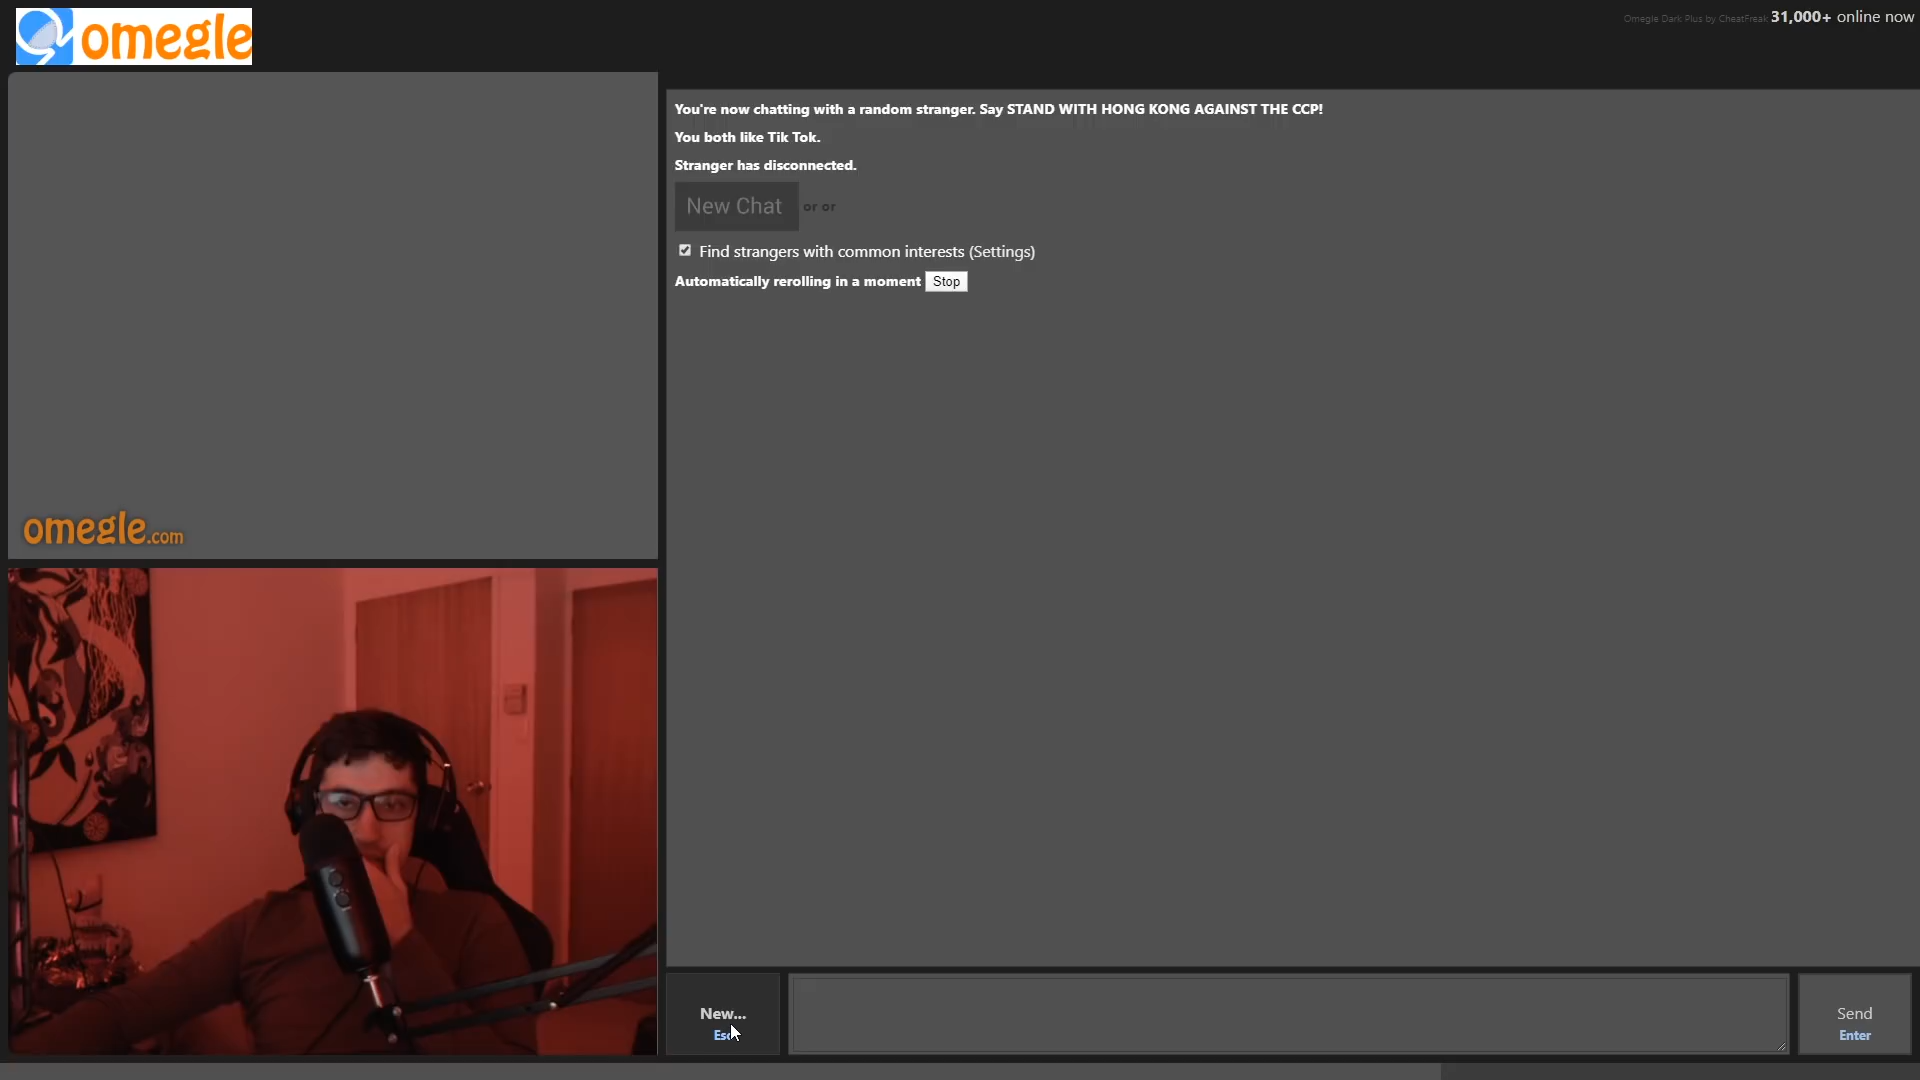 omegle
Omegle Dark Plus by CheatFreak 31,000+ online now
You're now chatting with a random stranger. Say STAND WITH HONG KONG AGAINST THE CCP!
You both like Tik Tok.
Stranger has disconnected.
New Chat or or
Find strangers with common interests (Settings)
Automatically rerolling in a moment Stop
omegle.com
New...
Esc
Send
Enter